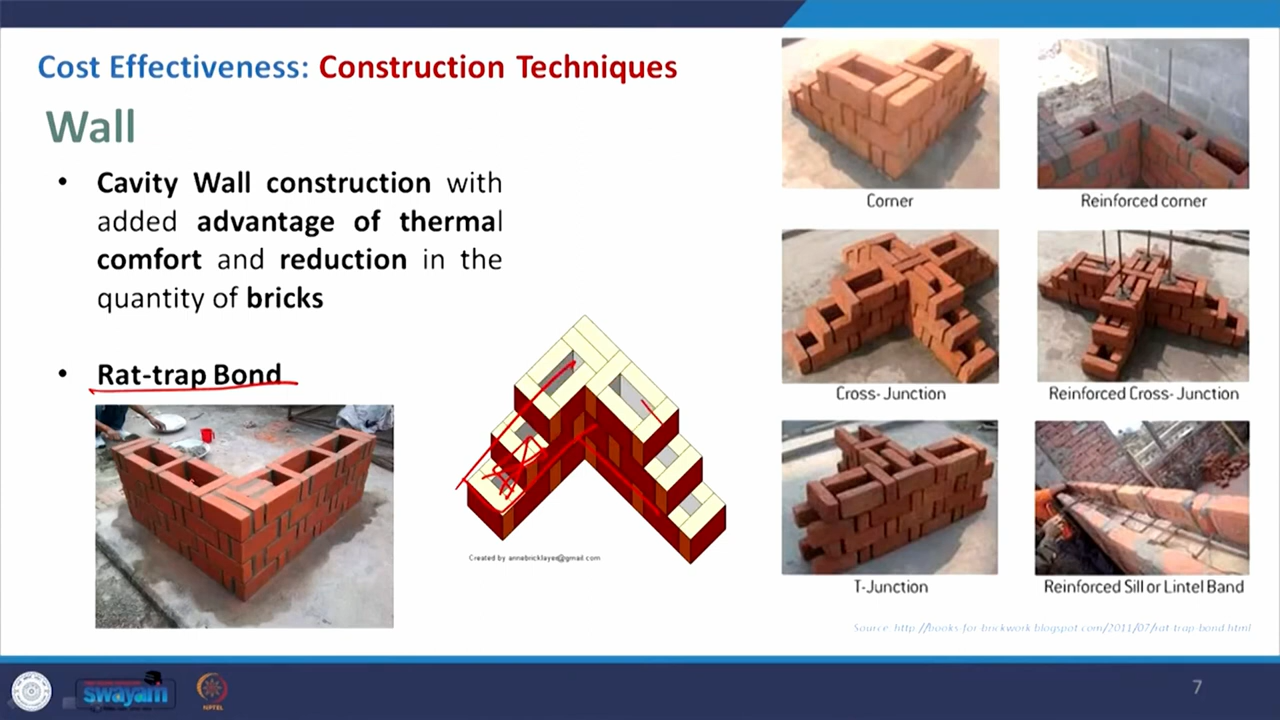 Cost Effectiveness: Construction Techniques
Wall
• Cavity Wall construction with
added advantage of thermal
comfort and reduction in the
quantity of bricks
• Rat-trap Bond
Created by annebricklayer@gmail.com
Corner
Reinforced corner
Cross- Junction
Reinforced Cross- Junction
T-Junction
Reinforced Sill or Lintel Band
Source: http://books-for-brickwork.blogspot.com/2011/07/rat-trap-bond.html
swayam
NPTEL
7